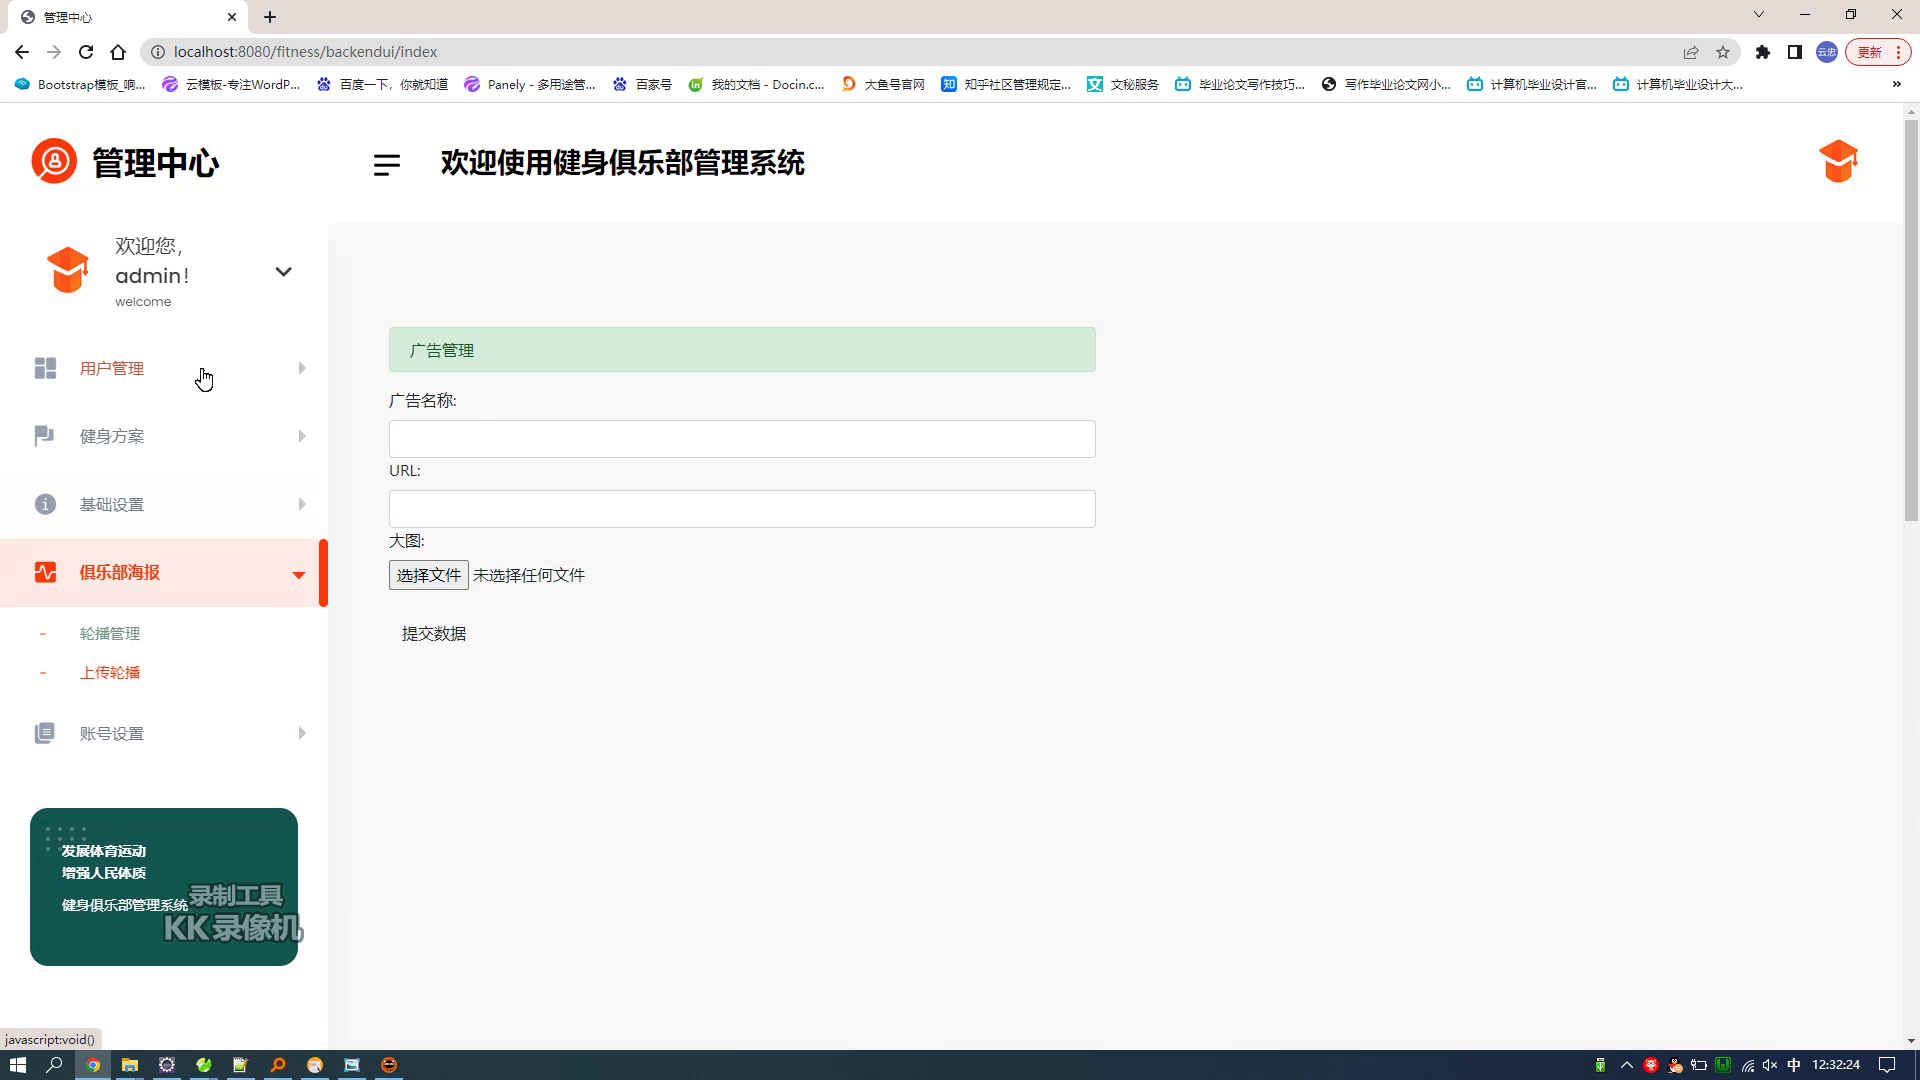 管理中心
localhost:8080/fitness/backendui/index
云忠
更新
Bootstrap模板_响...
云模板-专注WordP...
百度一下，你就知道
Panely - 多用途管...
百家号
我的文档 - Docin.c...
大鱼号官网
知乎社区管理规定...
文秘服务
毕业论文写作技巧...
写作毕业论文网小...
计算机毕业设计官...
计算机毕业设计大...
管理中心
欢迎使用健身俱乐部管理系统
欢迎您，
admin！
welcome
用户管理
健身方案
基础设置
俱乐部海报
- 轮播管理
- 上传轮播
账号设置
广告管理
广告名称:
URL:
大图:
选择文件 未选择任何文件
提交数据
发展体育运动
增强人民体质
健身俱乐部管理系统
录制工具
KK 录像机
javascript:void()
中
12:32:24